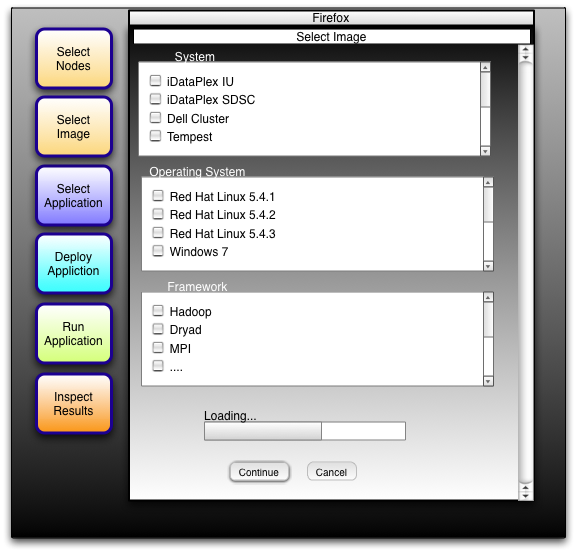 Firefox
Select Image
Select
Nodes
Select
Image
Select
Application
Deploy
Appliction
Run
Application
Inspect
Results
System
iDataPlex IU
iDataPlex SDSC
Dell Cluster
Tempest
Operating System
Red Hat Linux 5.4.1
Red Hat Linux 5.4.2
Red Hat Linux 5.4.3
Windows 7
Framework
Hadoop
Dryad
MPI
....
Loading...
Continue
Cancel